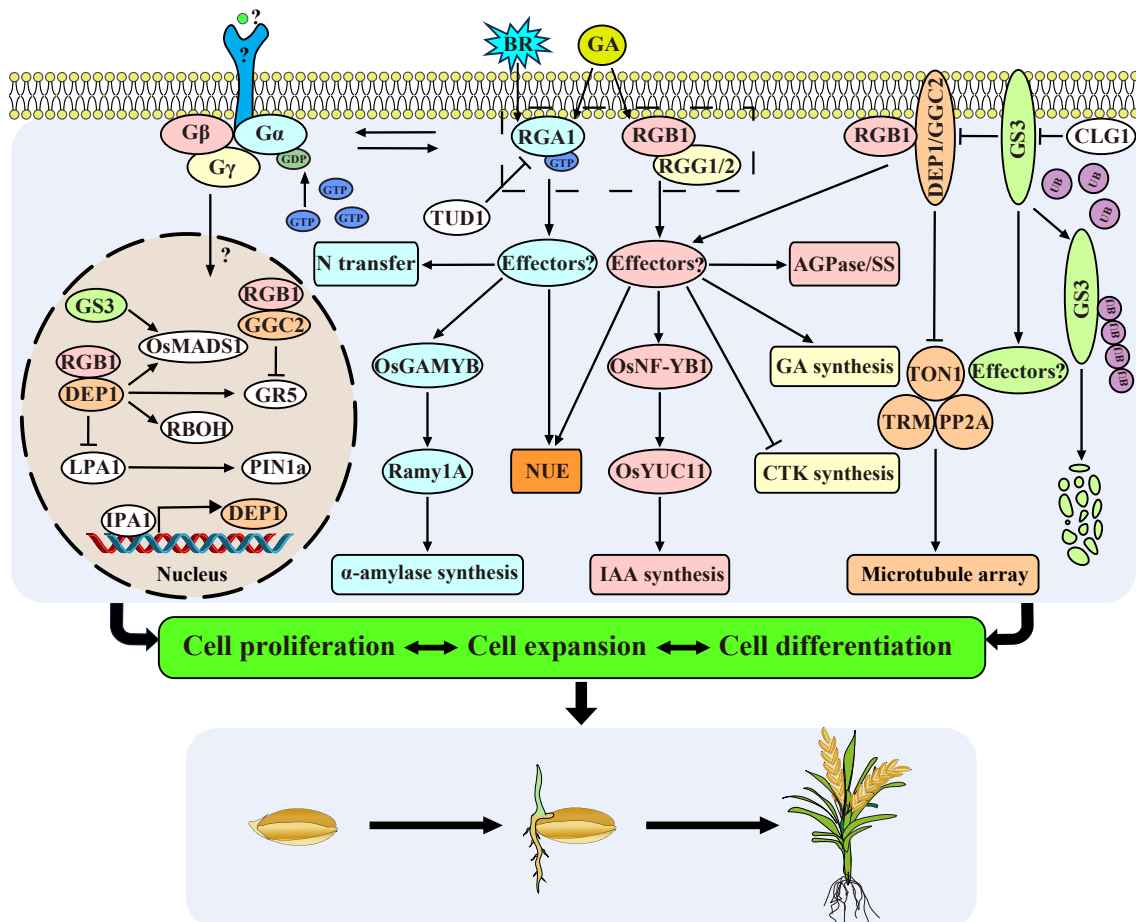 ?
?
BR
GA
Gβ
Gα
Gγ
GDP
GTP
GTP
GTP
RGA1
GTP
RGB1
RGG1/2
TUD1
RGB1
DEP1/GGC2
GS3
CLG1
UB
UB
UB
?
N transfer
Effectors?
Effectors?
AGPase/SS
GS3
UB
UB
UB
UB
GS3
OsMADS1
RGB1
GGC2
RGB1
DEP1
GR5
RBOH
LPA1
PIN1a
IPA1
DEP1
Nucleus
OsGAMYB
OsNF-YB1
GA synthesis
TON1
TRM
PP2A
Effectors?
Ramy1A
NUE
OsYUC11
CTK synthesis
α-amylase synthesis
IAA synthesis
Microtubule array
Cell proliferation
Cell expansion
Cell differentiation